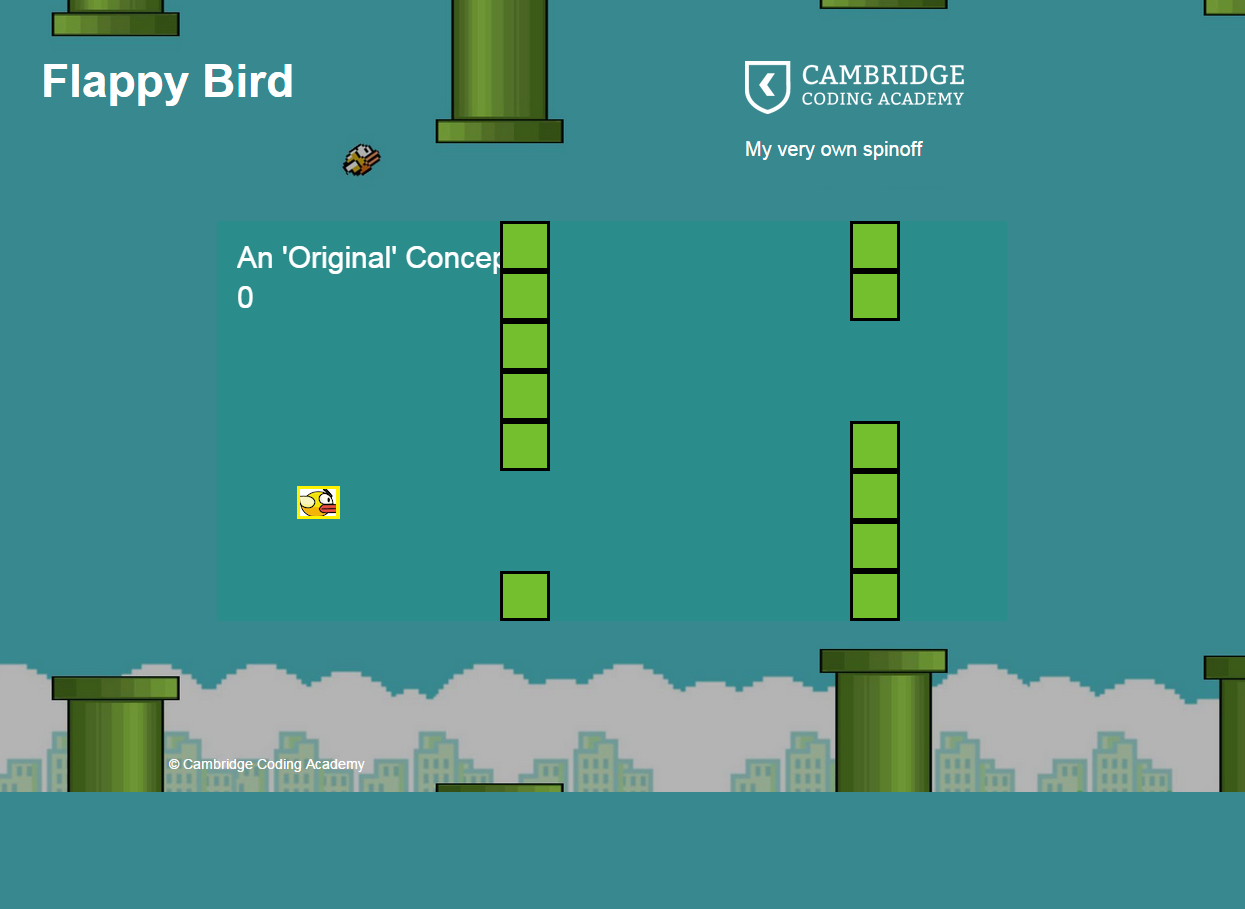 Flappy Bird
CAMBRIDGE
CODING ACADEMY
My very own spinoff
An 'Original' Concep
0
© Cambridge Coding Academy